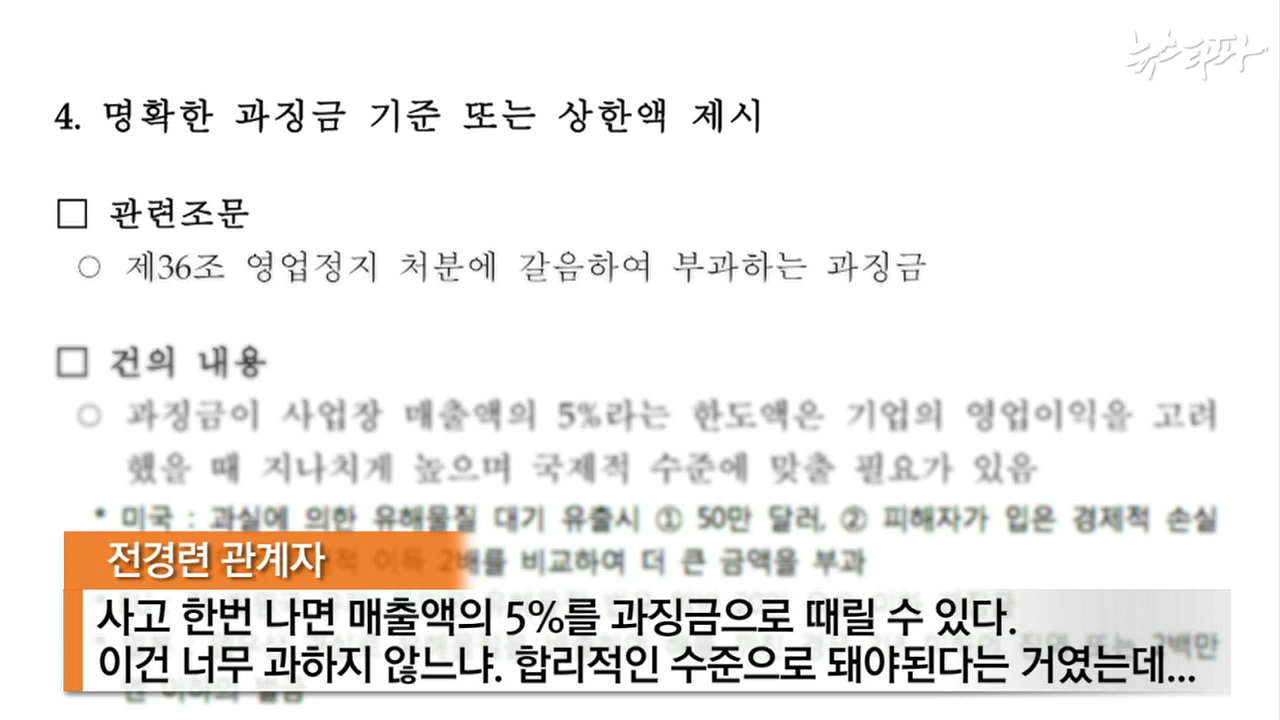 뉴스타파
4. 명확한 과징금 기준 또는 상한액 제시
□ 관련조문
○ 제36조 영업정지 처분에 갈음하여 부과하는 과징금
□ 건의 내용
○ 과징금이 사업장 매출액의 5%라는 한도액은 기업의 영업이익을 고려
했을 때 지나치게 높으며 국제적 수준에 맞출 필요가 있음
* 미국 : 과실에 의한 유해물질 대기 유출시 ① 50만 달러, ② 피해자가 입은 경제적 손실
이득 2배를 비교하여 더 큰 금액을 부과
전경련 관계자
사고 한번 나면 매출액의 5%를 과징금으로 때릴 수 있다.
이건 너무 과하지 않느냐. 합리적인 수준으로 돼야된다는 거였는데...